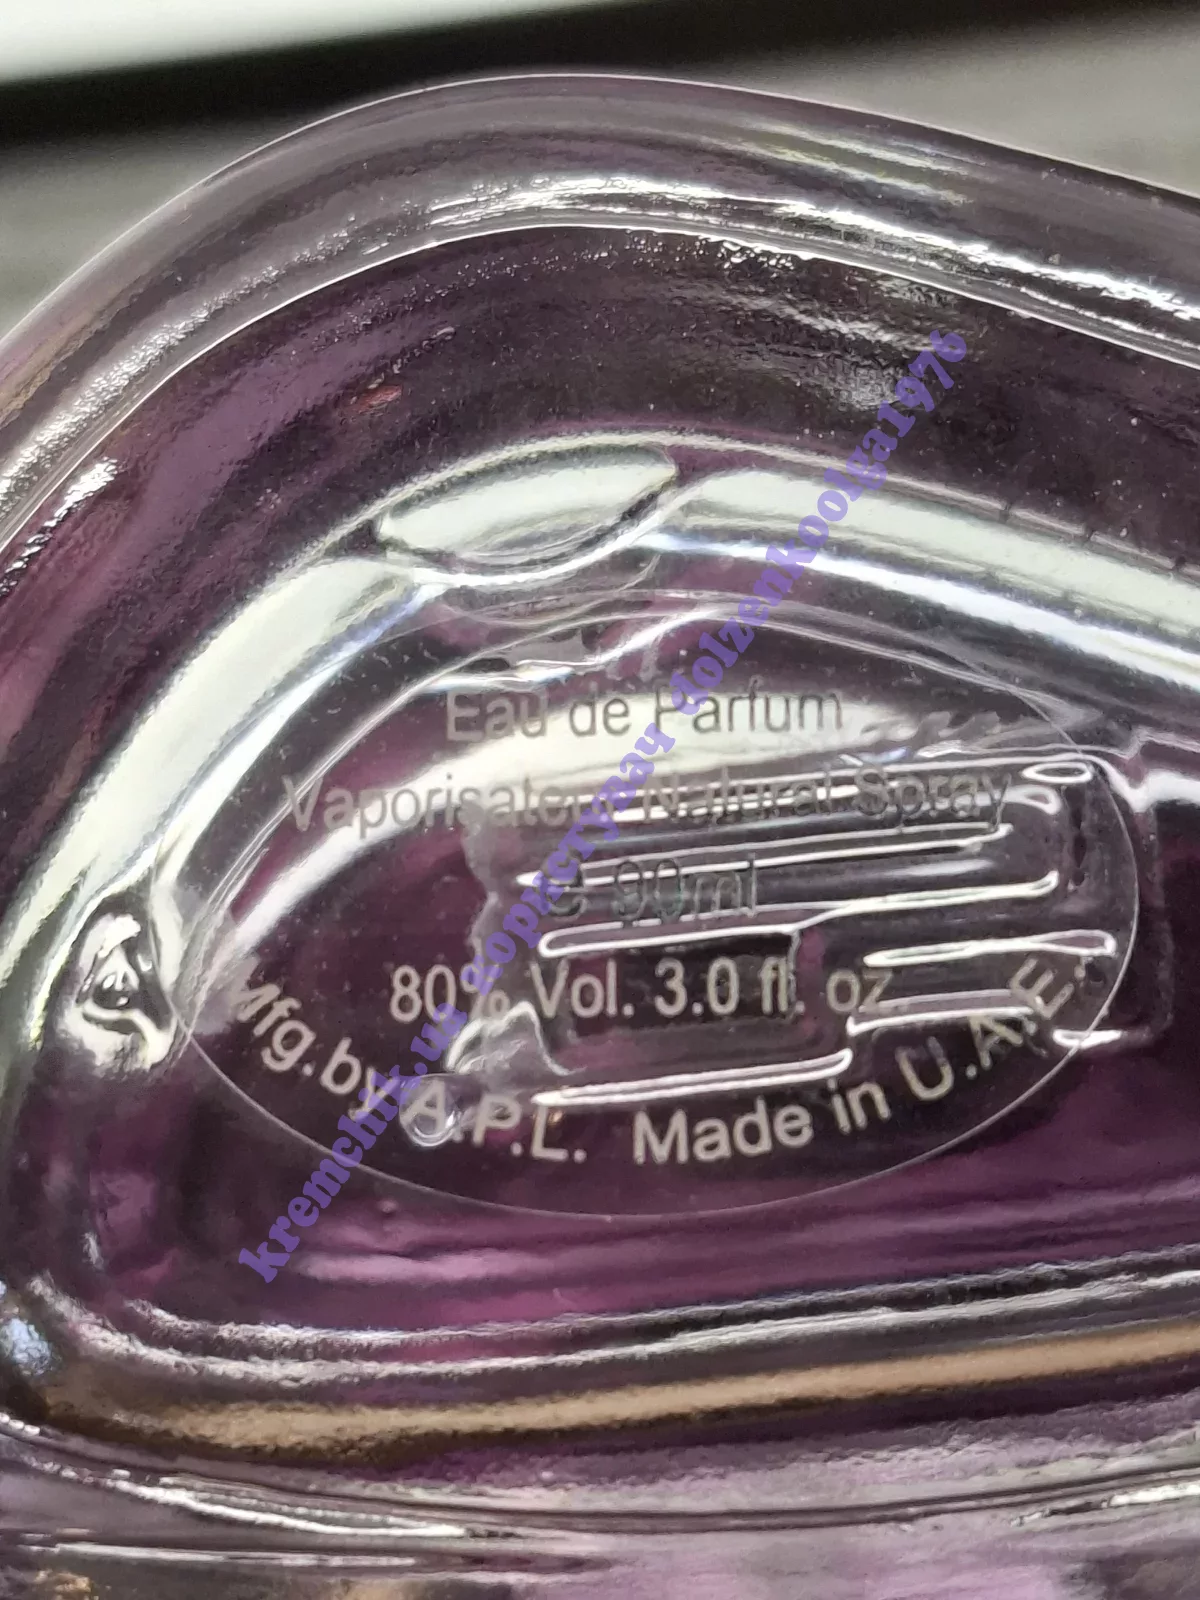 Eau de Parfum
Vaporisateur Natural Spray
e 90ml
80% Vol. 3.0 fl. oz.
Mfg.by A.P.L. Made in U.A.E.
kremchik.ua користувач dolzenkoolga1976